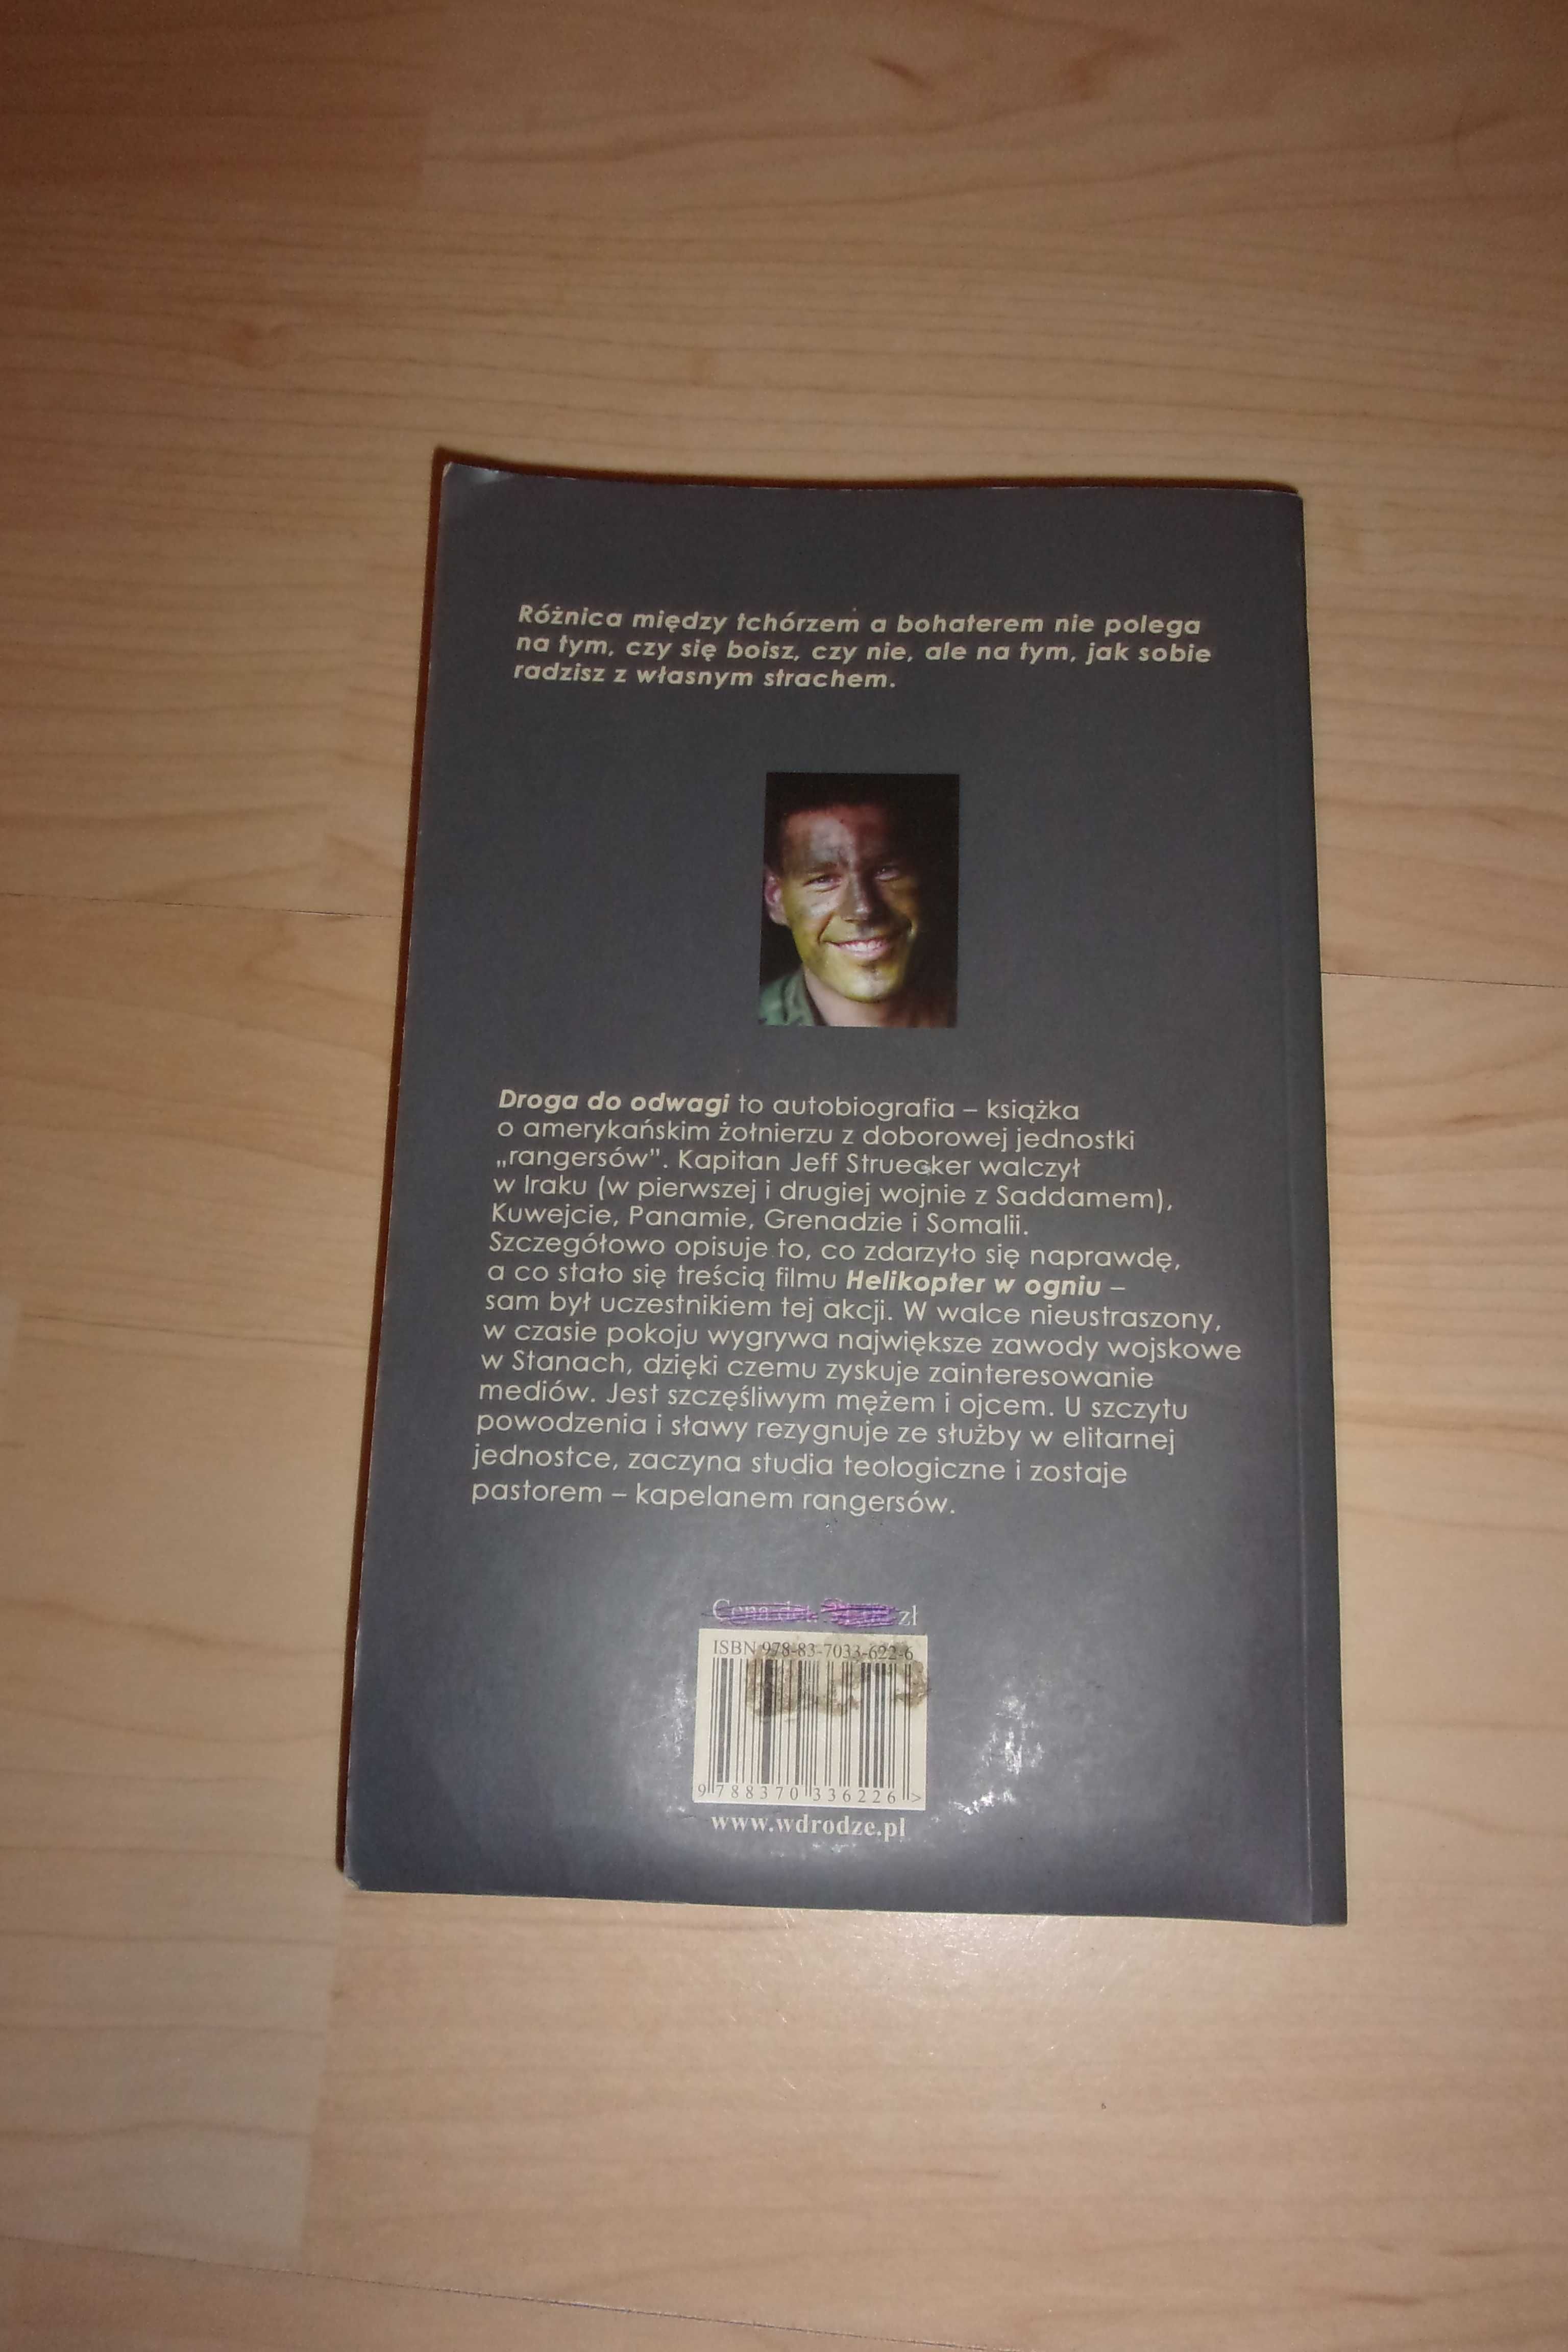 Różnica między tchórzem a bohaterem nie polega
na tym, czy się boisz, czy nie, ale na tym, jak sobie
radzisz z własnym strachem.
Droga do odwagi to autobiografia – książka
o amerykańskim żołnierzu z doborowej jednostki
„rangersów”. Kapitan Jeff Struecker walczył
w Iraku (w pierwszej i drugiej wojnie z Saddamem),
Kuwejcie, Panamie, Grenadzie i Somalii.
Szczegółowo opisuje to, co zdarzyło się naprawdę,
a co stało się treścią filmu Helikopter w ogniu –
sam był uczestnikiem tej akcji. W walce nieustraszony,
w czasie pokoju wygrywa największe zawody wojskowe
w Stanach, dzięki czemu zyskuje zainteresowanie
mediów. Jest szczęśliwym mężem i ojcem. U szczytu
powodzenia i sławy rezygnuje ze służby w elitarnej
jednostce, zaczyna studia teologiczne i zostaje
pastorem – kapelanem rangersów.
Cena zł
ISBN 978-83-7033-622-6
9 788370 336226 >
www.wdrodze.pl